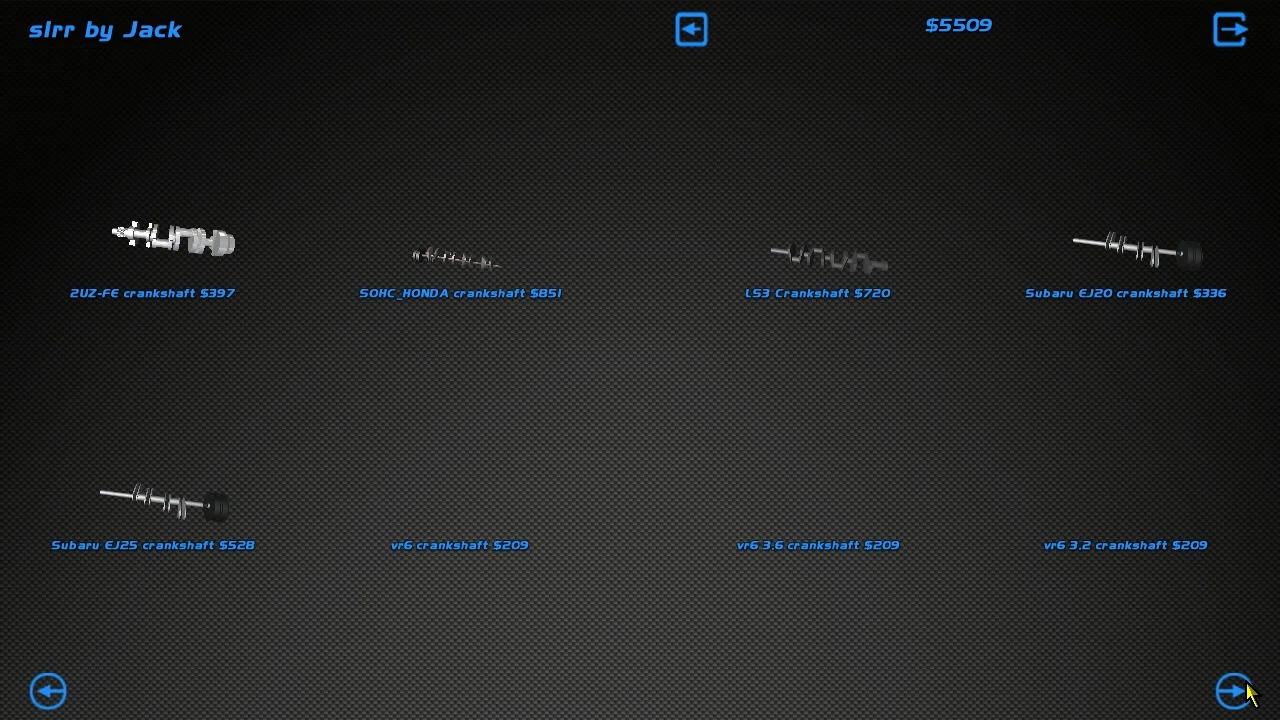 slrr by Jack
$5509
2UZ-FE crankshaft $397
SOHC_HONDA crankshaft $851
LS3 Crankshaft $720
Subaru EJ20 crankshaft $336
Subaru EJ25 crankshaft $528
vr6 crankshaft $209
vr6 3.6 crankshaft $209
vr6 3.2 crankshaft $209